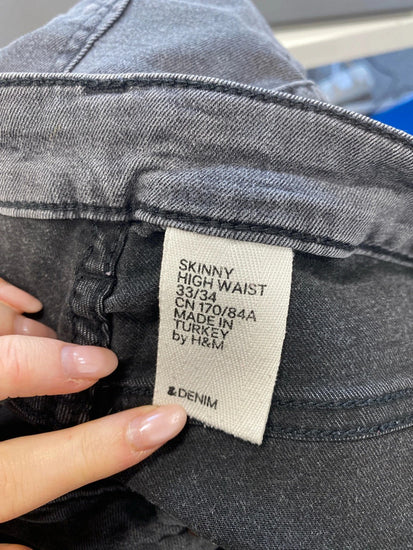 SKINNY
HIGH WAIST
33/34
CN 170/84A
MADE IN
TURKEY
by H&M
& DENIM